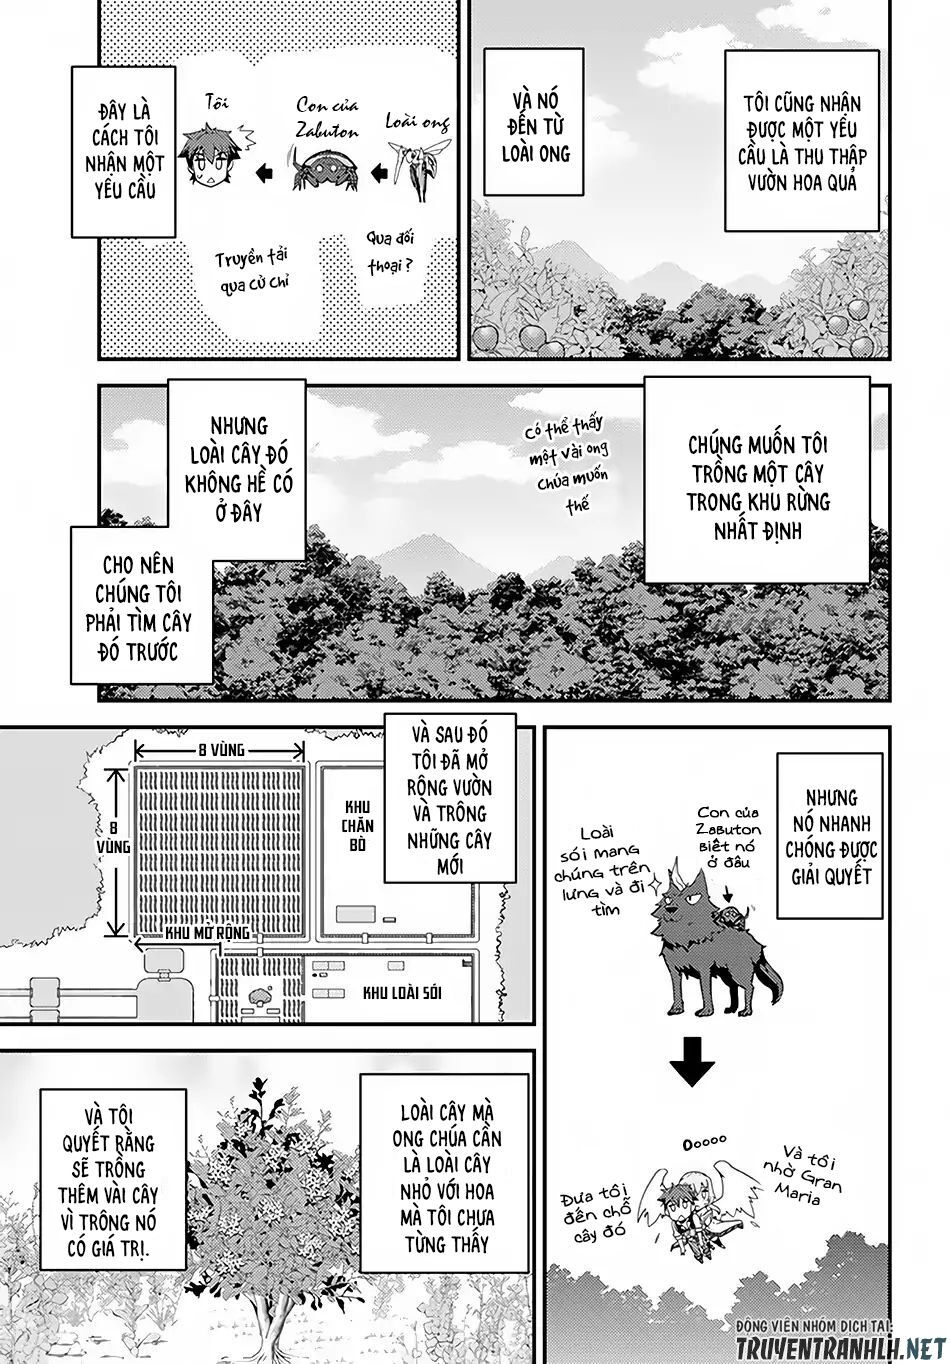 TÔI CŨNG NHẬN
ĐƯỢC MỘT YÊU
CẦU LÀ THU THẬP
VƯỜN HOA QUẢ
VÀ NÓ
ĐẾN TỪ
LOÀI ONG
Loài ong
Con của
Zabuton
Tôi
Qua đối
thoại ?
Truyền tải
qua cử chỉ
ĐÂY LÀ
CÁCH TÔI
NHẬN MỘT
YÊU CẦU
CHÚNG MUỐN TÔI
TRỒNG MỘT CÂY
TRONG KHU RỪNG
NHẤT ĐỊNH
Có thể thấy
một vài ong
chúa muốn
thế
NHƯNG
LOÀI CÂY ĐÓ
KHÔNG HỀ CÓ
Ở ĐÂY
CHO NÊN
CHÚNG TÔI
PHẢI TÌM CÂY
ĐÓ TRƯỚC
NHƯNG
NÓ NHANH
CHÓNG ĐƯỢC
GIẢI QUYẾT
Con của
Zabuton
biết nó
ở đâu
Loài
sói mang
chúng trên
lưng và đi
tìm
Và tôi
nhờ Gran
Maria
Đưa tôi
đến chỗ
cây đó
VÀ SAU ĐÓ
TÔI ĐÃ MỞ
RỘNG VƯỜN
VÀ TRÔNG
NHỮNG CÂY
MỚI
8 VÙNG
8
VÙNG
KHU
CHĂN
BÒ
KHU MỞ RỘNG
KHU LOÀI SÓI
LOÀI CÂY MÀ
ONG CHÚA CẦN
LÀ LOÀI CÂY
NHỎ VỚI HOA
MÀ TÔI CHƯA
TỪNG THẤY
VÀ TÔI
QUYẾT RẰNG
SẼ TRỒNG
THÊM VÀI CÂY
VÌ TRÔNG NÓ
CÓ GIÁ TRỊ.
ĐỘNG VIÊN NHÓM DỊCH TẠI:
TRUYENTRANHLH.NET